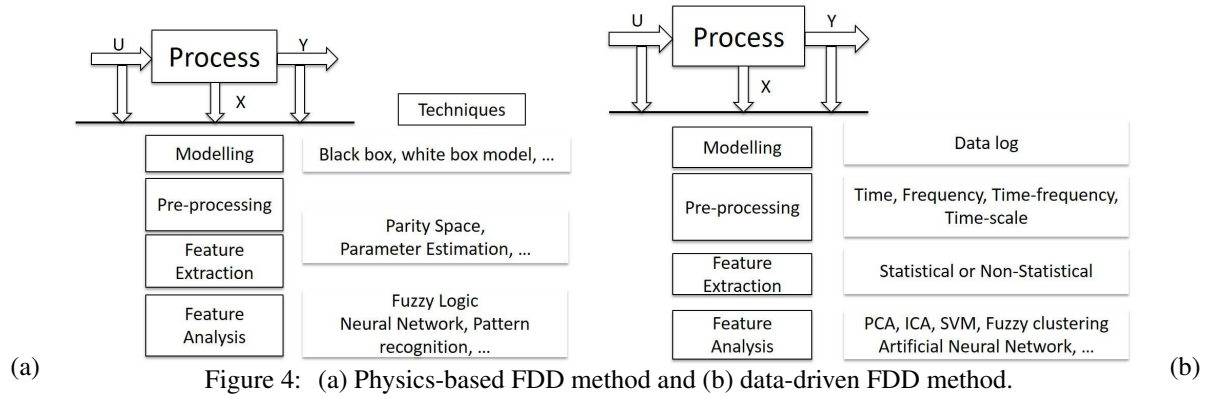 U
Process
Y
X
Techniques
Modelling
Black box, white box model, ...
Pre-processing
Parity Space,
Parameter Estimation, ...
Feature
Extraction
Feature
Analysis
Fuzzy Logic
Neural Network, Pattern
recognition, ...
(a)
U
Process
Y
X
Modelling
Data log
Pre-processing
Time, Frequency, Time-frequency,
Time-scale
Feature
Extraction
Statistical or Non-Statistical
Feature
Analysis
PCA, ICA, SVM, Fuzzy clustering
Artificial Neural Network, ...
(b)
Figure 4: (a) Physics-based FDD method and (b) data-driven FDD method.